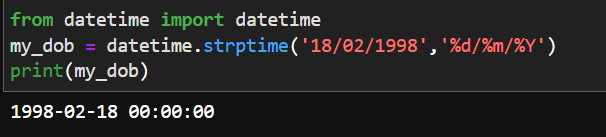 from datetime import datetime
my_dob = datetime.strptime('18/02/1998','%d/%m/%Y')
print(my_dob)
1998-02-18 00:00:00